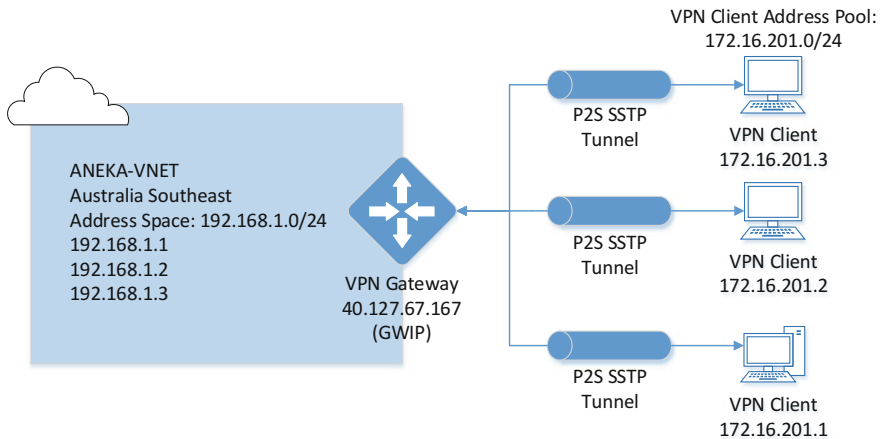 VPN Client Address Pool:
172.16.201.0/24
P2S SSTP
Tunnel
VPN Client
172.16.201.3
ANEKA-VNET
Australia Southeast
Address Space: 192.168.1.0/24
192.168.1.1
192.168.1.2
192.168.1.3
VPN Gateway
40.127.67.167
(GWIP)
P2S SSTP
Tunnel
VPN Client
172.16.201.2
P2S SSTP
Tunnel
VPN Client
172.16.201.1